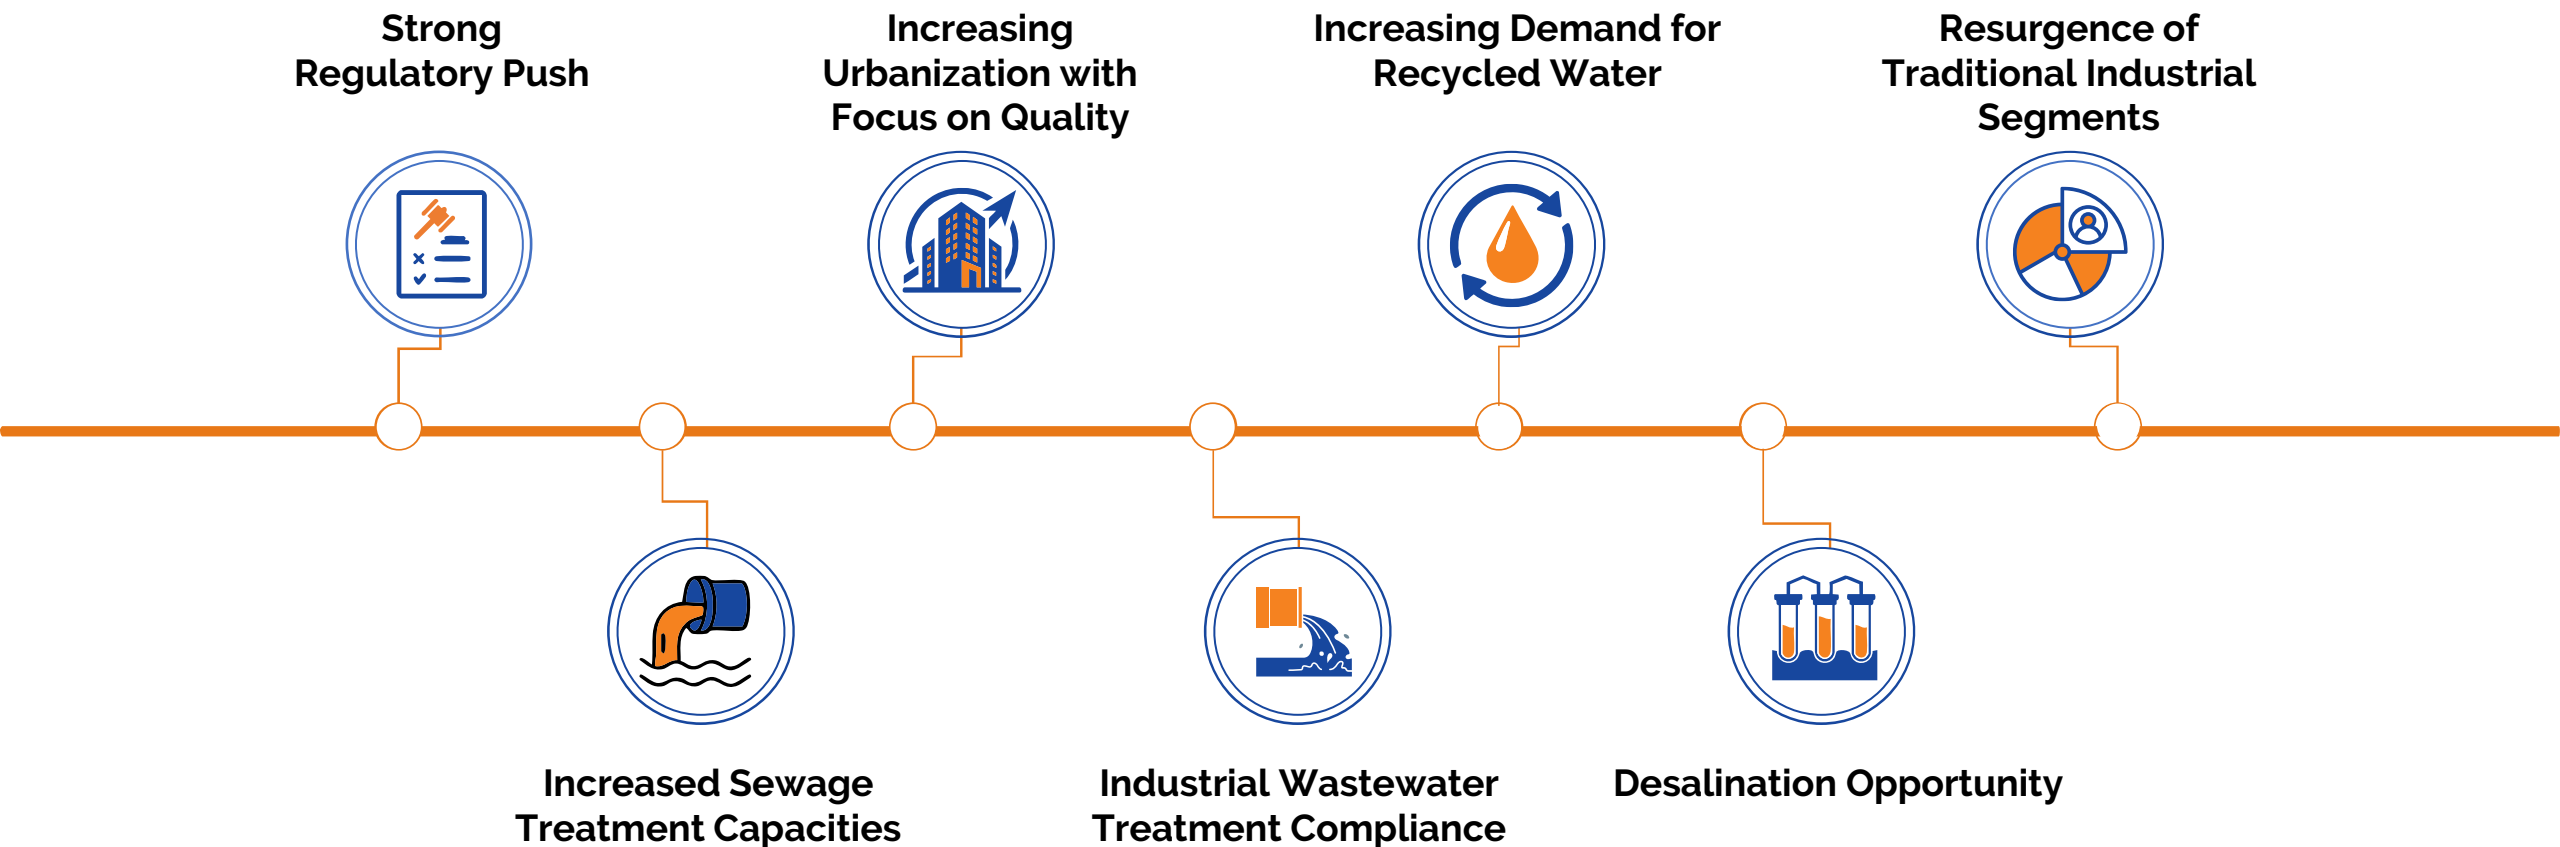 Strong
Regulatory Push
Increasing
Urbanization with
Focus on Quality
Increasing Demand for
Recycled Water
Resurgence of
Traditional Industrial
Segments
Increased Sewage
Treatment Capacities
Industrial Wastewater
Treatment Compliance
Desalination Opportunity